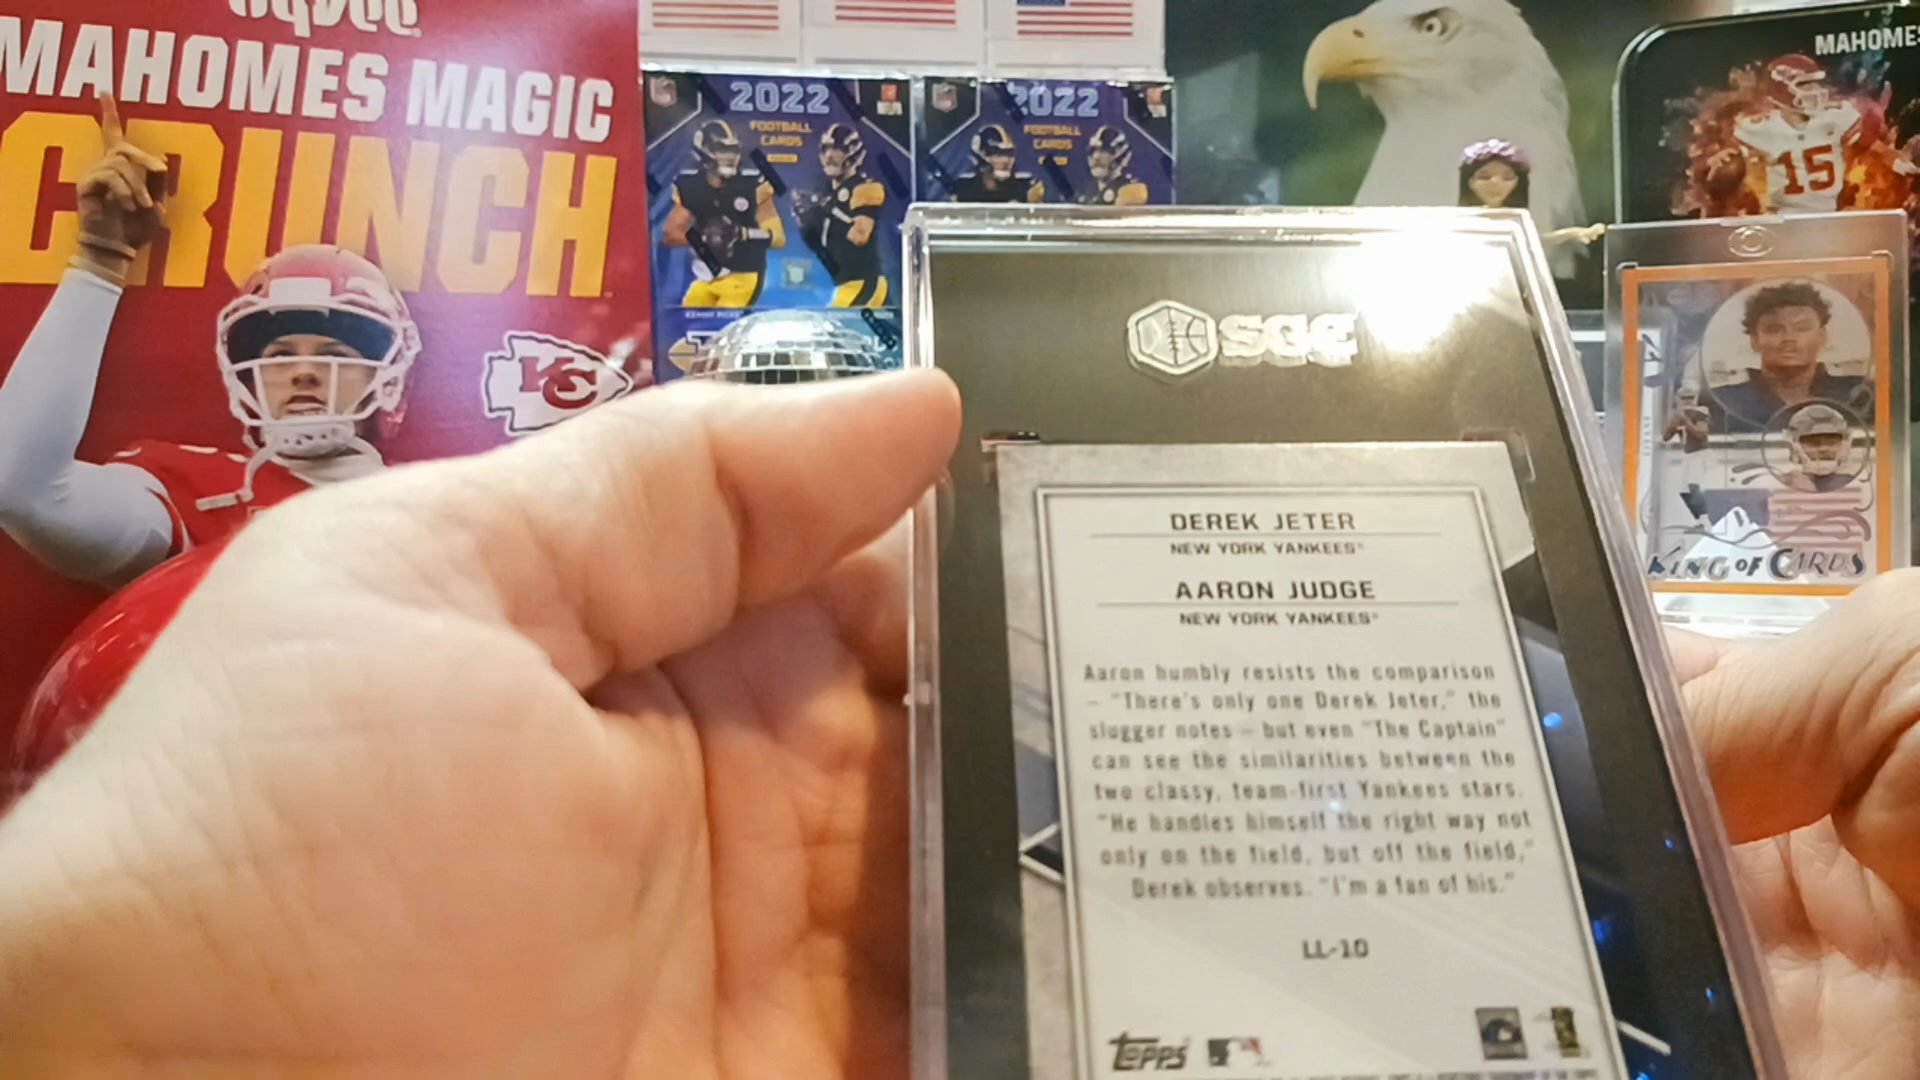 MAHOMES MAGIC
CRUNCH
KC
2022
FOOTBALL
CARDS
2022
FOOTBALL
CARDS
MAHOMES
15
KING OF CARDS
SGC
DEREK JETER
NEW YORK YANKEES®
AARON JUDGE
NEW YORK YANKEES®
Aaron humbly resists the comparison
– "There's only one Derek Jeter," the
slugger notes – but even "The Captain"
can see the similarities between the
two classy, team-first Yankees stars.
"He handles himself the right way not
only on the field, but off the field,"
Derek observes. "I'm a fan of his."
LL-10
Topps